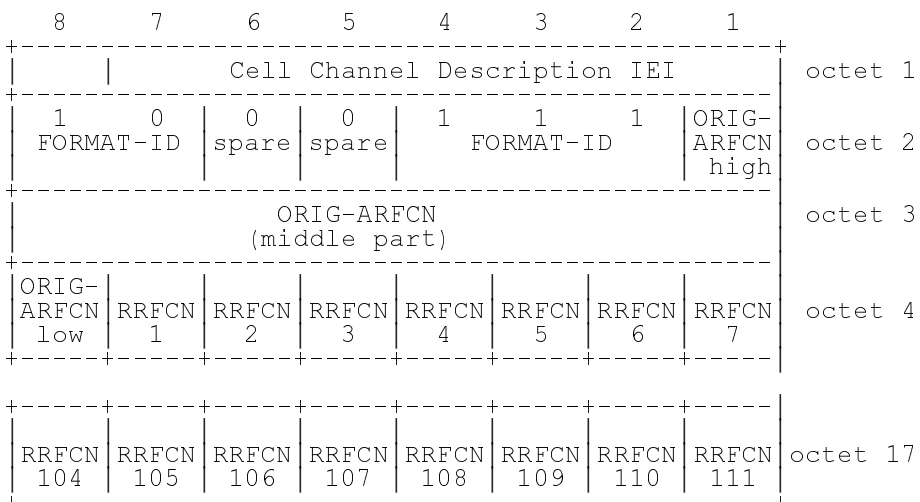 8 7 6 5 4 3 2 1
Cell Channel Description IEI octet 1
1 0 0 0 1 1 1 ORIG-
FORMAT-ID spare spare FORMAT-ID ARFCN octet 2
high
ORIG-ARFCN octet 3
(middle part)
ORIG-
ARFCN RRFCN RRFCN RRFCN RRFCN RRFCN RRFCN RRFCN octet 4
low 1 2 3 4 5 6 7
RRFCN RRFCN RRFCN RRFCN RRFCN RRFCN RRFCN RRFCN octet 17
104 105 106 107 108 109 110 111